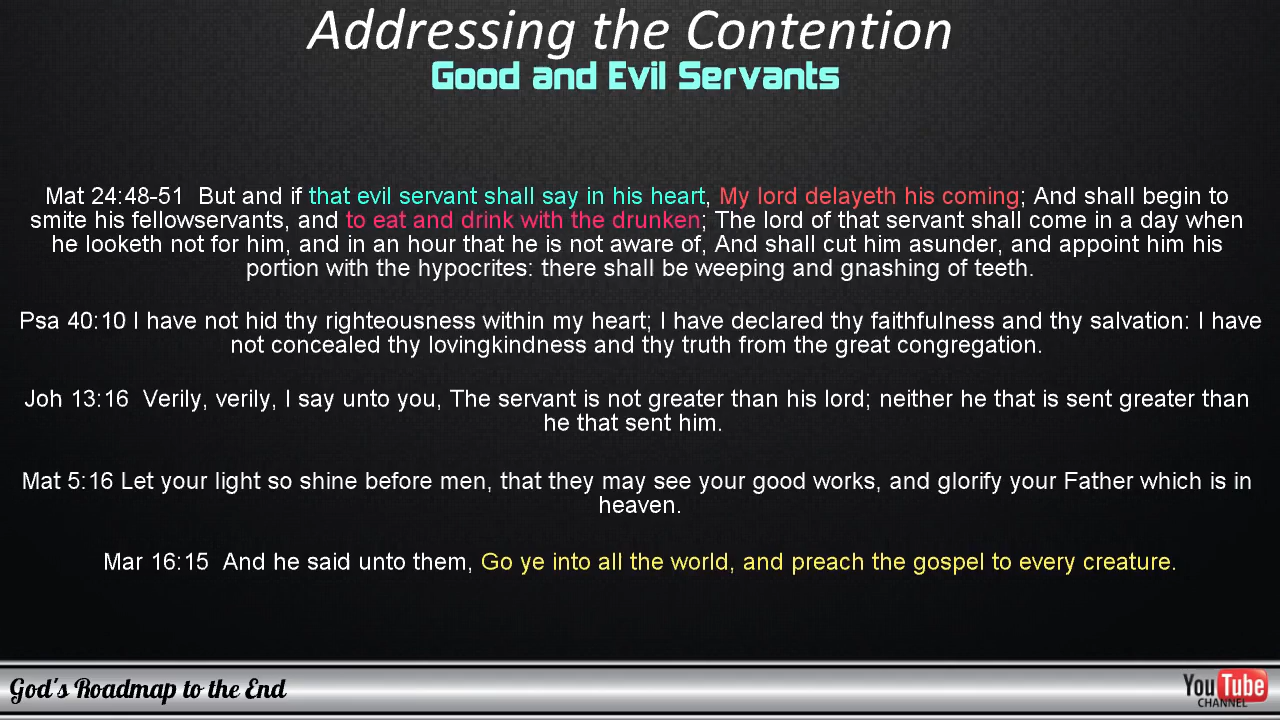 Addressing the Contention
Good and Evil Servants
Mat 24:48-51  But and if that evil servant shall say in his heart, My lord delayeth his coming; And shall begin to
smite his fellowservants, and to eat and drink with the drunken; The lord of that servant shall come in a day when
he looketh not for him, and in an hour that he is not aware of, And shall cut him asunder, and appoint him his
portion with the hypocrites: there shall be weeping and gnashing of teeth.
Psa 40:10 I have not hid thy righteousness within my heart; I have declared thy faithfulness and thy salvation: I have
not concealed thy lovingkindness and thy truth from the great congregation.
Joh 13:16  Verily, verily, I say unto you, The servant is not greater than his lord; neither he that is sent greater than
he that sent him.
Mat 5:16 Let your light so shine before men, that they may see your good works, and glorify your Father which is in
heaven.
Mar 16:15  And he said unto them, Go ye into all the world, and preach the gospel to every creature.
God's Roadmap to the End
YouTube
CHANNEL